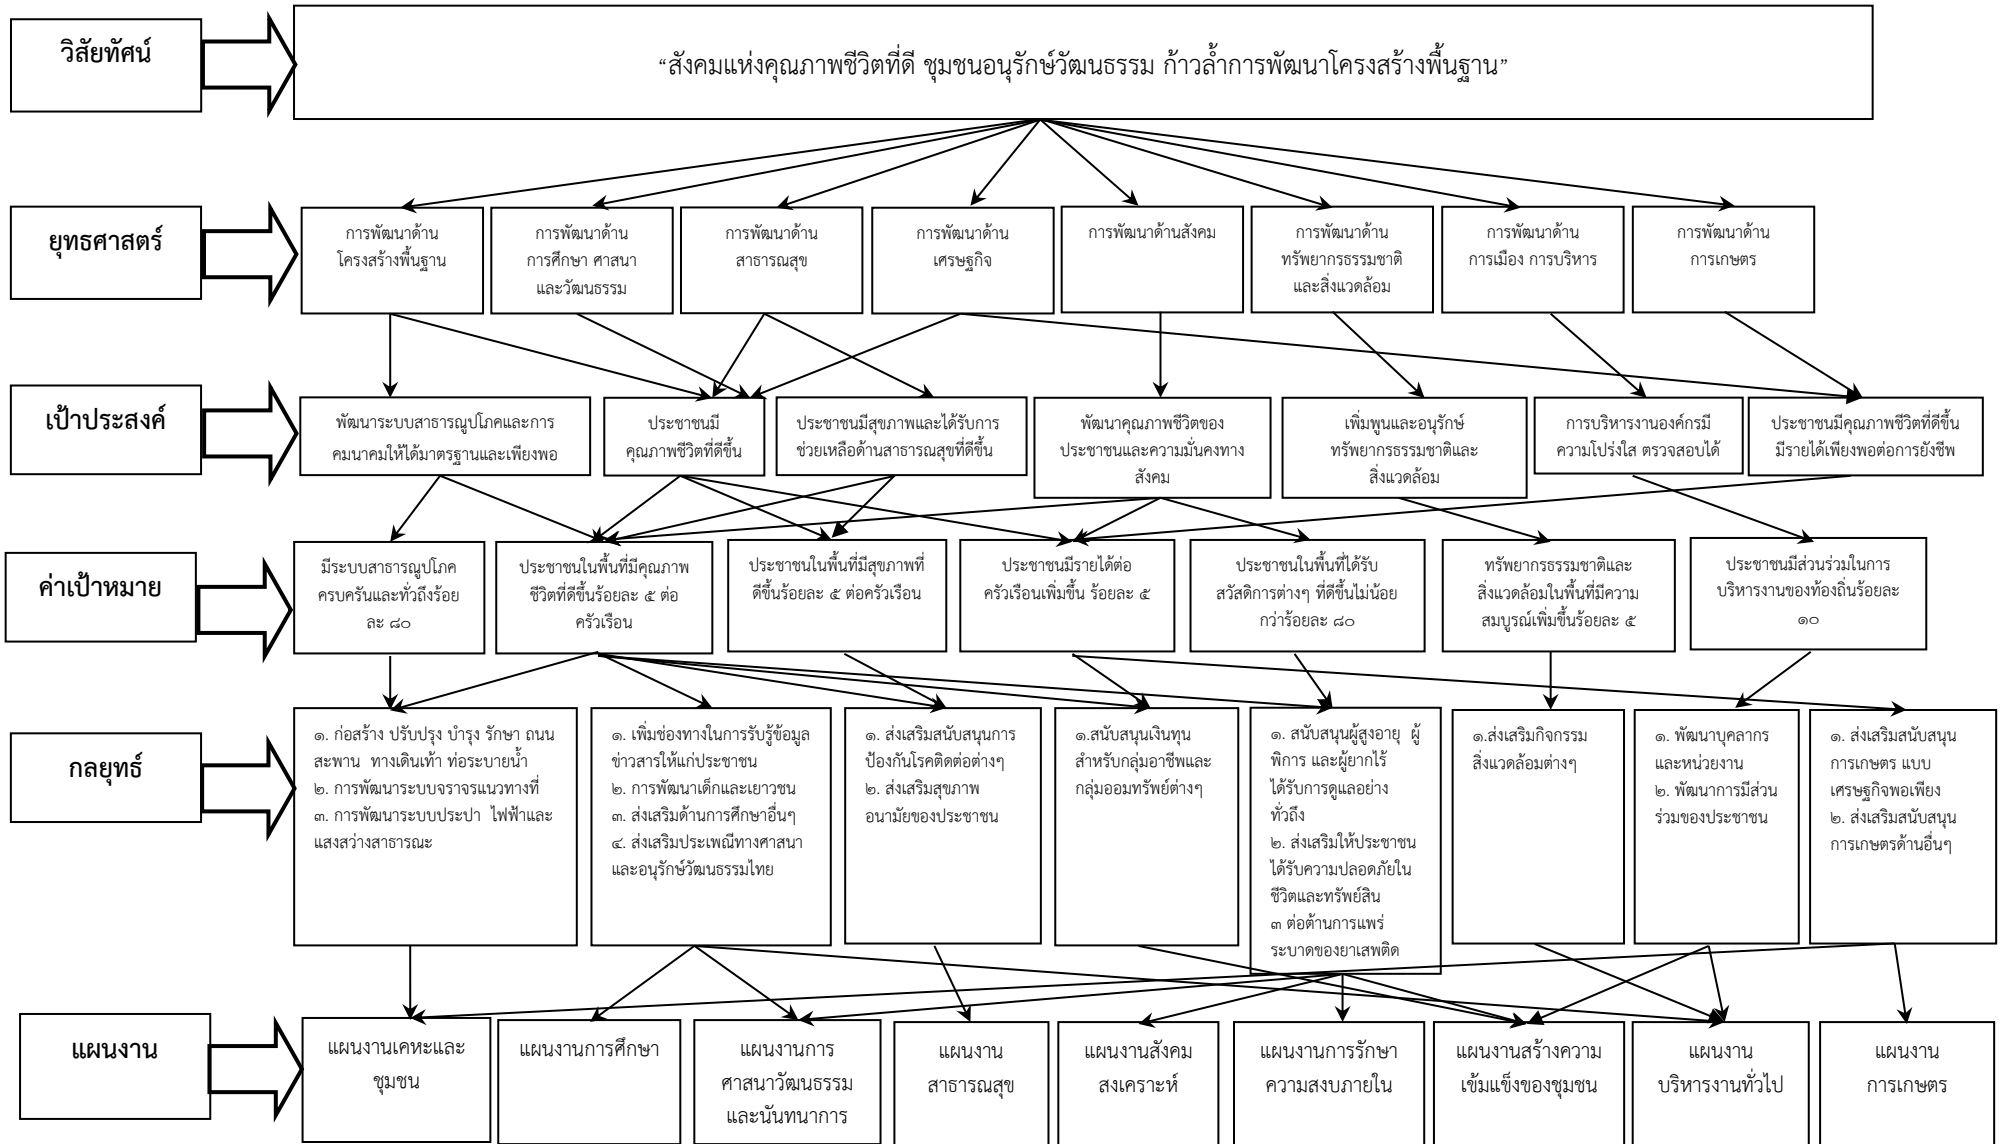 วิสัยทัศน์
“สังคมแห่งคุณภาพชีวิตที่ดี ชุมชนอนุรักษ์วัฒนธรรม ก้าวล้ำการพัฒนาโครงสร้างพื้นฐาน”
ยุทธศาสตร์
การพัฒนาด้าน
โครงสร้างพื้นฐาน
การพัฒนาด้าน
การศึกษา ศาสนา
และวัฒนธรรม
การพัฒนาด้าน
สาธารณสุข
การพัฒนาด้าน
เศรษฐกิจ
การพัฒนาด้านสังคม
การพัฒนาด้าน
ทรัพยากรธรรมชาติ
และสิ่งแวดล้อม
การพัฒนาด้าน
การเมือง การบริหาร
การพัฒนาด้าน
การเกษตร
เป้าประสงค์
พัฒนาระบบสาธารณูปโภคและการ
คมนาคมให้ได้มาตรฐานและเพียงพอ
ประชาชนมี
คุณภาพชีวิตที่ดีขึ้น
ประชาชนมีสุขภาพและได้รับการ
ช่วยเหลือด้านสาธารณสุขที่ดีขึ้น
พัฒนาคุณภาพชีวิตของ
ประชาชนและความมั่นคงทาง
สังคม
เพิ่มพูนและอนุรักษ์
ทรัพยากรธรรมชาติและ
สิ่งแวดล้อม
การบริหารงานองค์กรมี
ความโปร่งใส ตรวจสอบได้
ประชาชนมีคุณภาพชีวิตที่ดีขึ้น
มีรายได้เพียงพอต่อการยังชีพ
ค่าเป้าหมาย
มีระบบสาธารณูปโภค
ครบครันและทั่วถึงร้อย
ละ ๘๐
ประชาชนในพื้นที่มีคุณภาพ
ชีวิตที่ดีขึ้นร้อยละ ๕ ต่อ
ครัวเรือน
ประชาชนในพื้นที่มีสุขภาพที่
ดีขึ้นร้อยละ ๕ ต่อครัวเรือน
ประชาชนมีรายได้ต่อ
ครัวเรือนเพิ่มขึ้น ร้อยละ ๕
ประชาชนในพื้นที่ได้รับ
สวัสดิการต่างๆ ที่ดีขึ้นไม่น้อย
กว่าร้อยละ ๘๐
ทรัพยากรธรรมชาติและ
สิ่งแวดล้อมในพื้นที่มีความ
สมบูรณ์เพิ่มขึ้นร้อยละ ๕
ประชาชนมีส่วนร่วมในการ
บริหารงานของท้องถิ่นร้อยละ
๑๐
กลยุทธ์
๑. ก่อสร้าง ปรับปรุง บำรุง รักษา ถนน
สะพาน ทางเดินเท้า ท่อระบายน้ำ
๒. การพัฒนาระบบจราจรแนวทางที่
๓. การพัฒนาระบบประปา ไฟฟ้าและ
แสงสว่างสาธารณะ
๑. เพิ่มช่องทางในการรับรู้ข้อมูล
ข่าวสารให้แก่ประชาชน
๒. การพัฒนาเด็กและเยาวชน
๓. ส่งเสริมด้านการศึกษาอื่นๆ
๔. ส่งเสริมประเพณีทางศาสนา
และอนุรักษ์วัฒนธรรมไทย
๑. ส่งเสริมสนับสนุนการ
ป้องกันโรคติดต่อต่างๆ
๒. ส่งเสริมสุขภาพ
อนามัยของประชาชน
๑.สนับสนุนเงินทุน
สำหรับกลุ่มอาชีพและ
กลุ่มออมทรัพย์ต่างๆ
๑. สนับสนุนผู้สูงอายุ ผู้
พิการ และผู้ยากไร้
ได้รับการดูแลอย่าง
ทั่วถึง
๒. ส่งเสริมให้ประชาชน
ได้รับความปลอดภัยใน
ชีวิตและทรัพย์สิน
๓ ต่อต้านการแพร่
ระบาดของยาเสพติด
๑.ส่งเสริมกิจกรรม
สิ่งแวดล้อมต่างๆ
๑. พัฒนาบุคลากร
และหน่วยงาน
๒. พัฒนาการมีส่วน
ร่วมของประชาชน
๑. ส่งเสริมสนับสนุน
การเกษตร แบบ
เศรษฐกิจพอเพียง
๒. ส่งเสริมสนับสนุน
การเกษตรด้านอื่นๆ
แผนงาน
แผนงานเคหะและ
ชุมชน
แผนงานการศึกษา
แผนงานการ
ศาสนาวัฒนธรรม
และนันทนาการ
แผนงาน
สาธารณสุข
แผนงานสังคม
สงเคราะห์
แผนงานการรักษา
ความสงบภายใน
แผนงานสร้างความ
เข้มแข็งของชุมชน
แผนงาน
บริหารงานทั่วไป
แผนงาน
การเกษตร